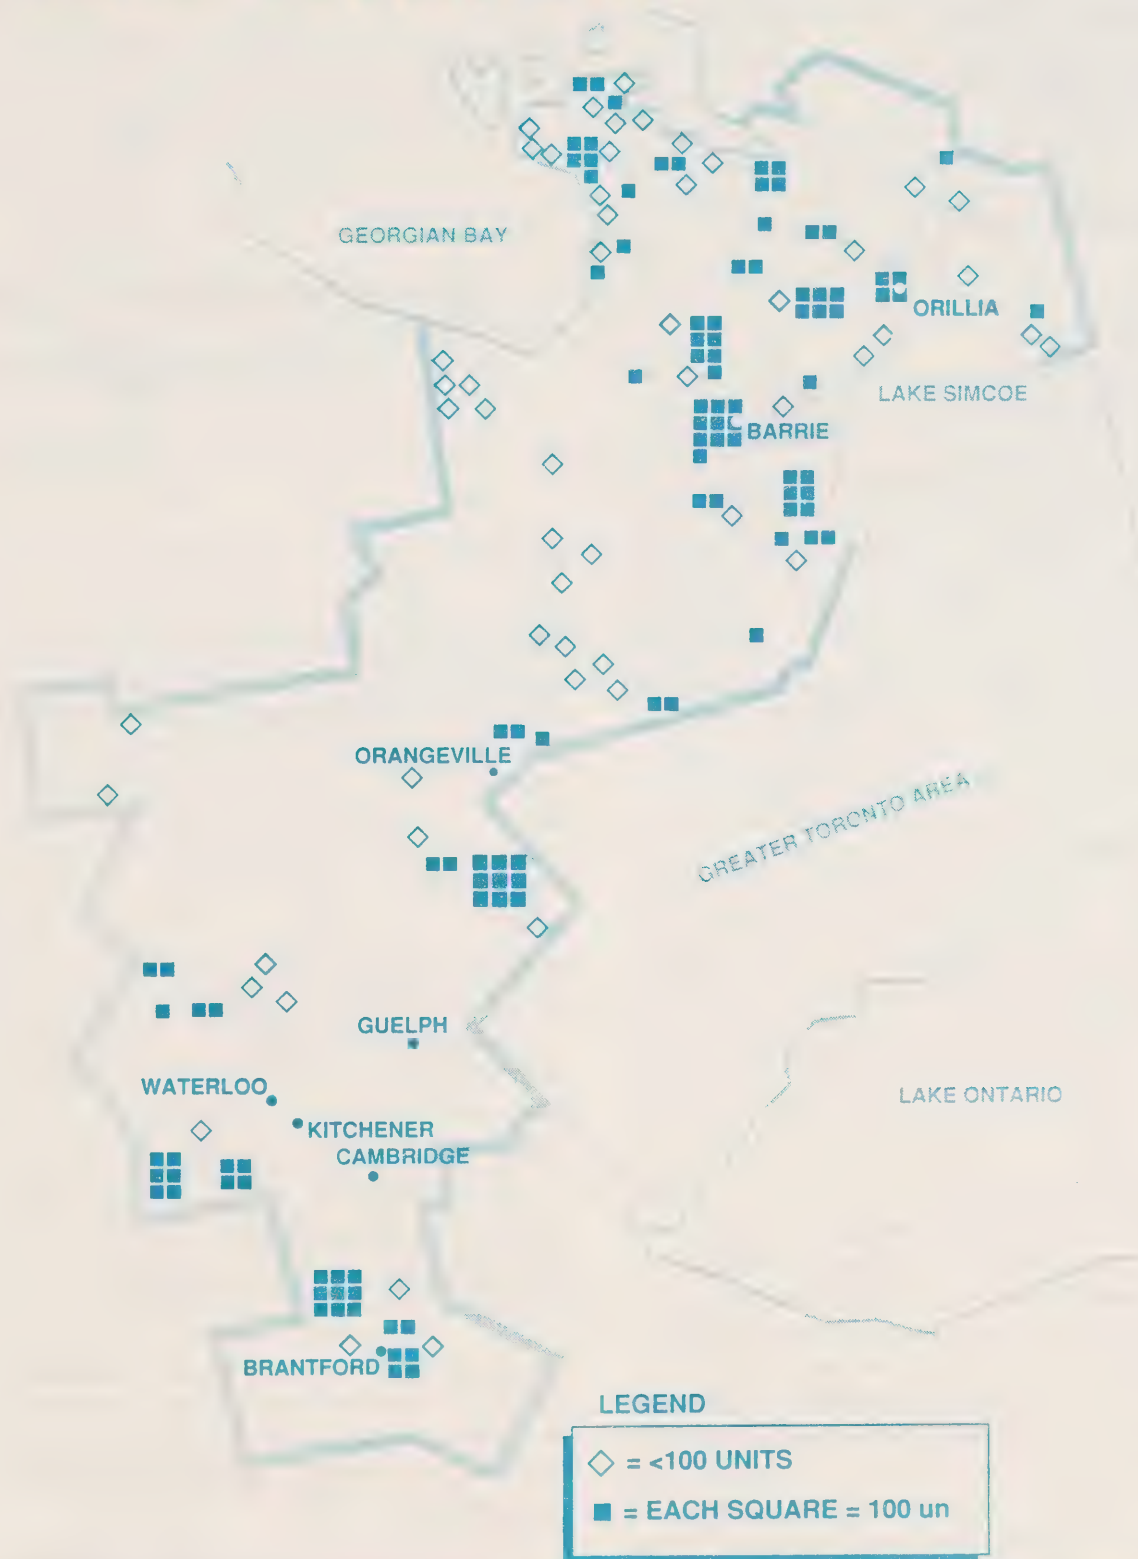 GEORGIAN BAY
ORILLIA
LAKE SIMCOE
BARRIE
ORANGEVILLE
GREATER TORONTO AREA
GUELPH
WATERLOO
LAKE ONTARIO
KITCHENER
CAMBRIDGE
BRANTFORD
LEGEND
= <100 UNITS
= EACH SQUARE = 100 un